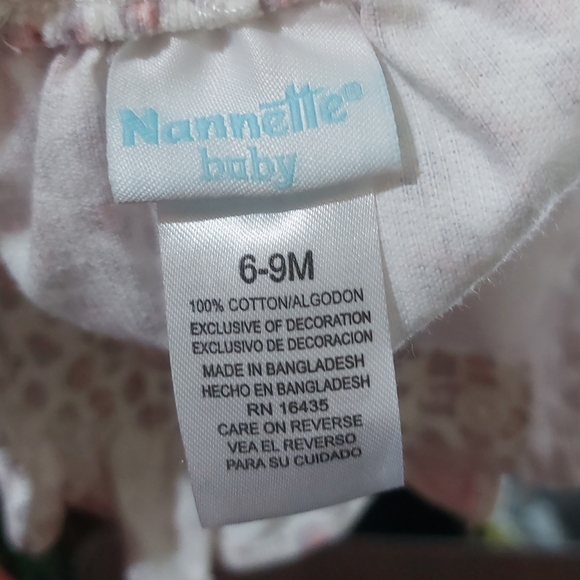 Nannette®
baby
6-9M
100% COTTON/ALGODON
EXCLUSIVE OF DECORATION
EXCLUSIVO DE DECORACION
MADE IN BANGLADESH
HECHO EN BANGLADESH
RN 16435
CARE ON REVERSE
VEA EL REVERSO
PARA SU CUIDADO